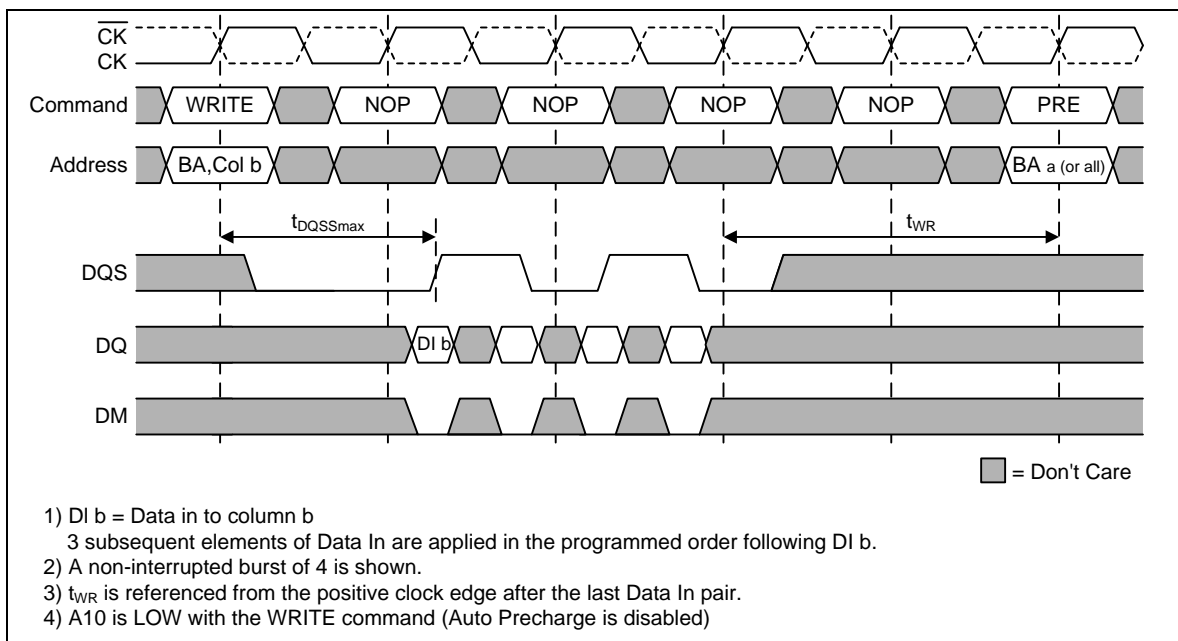 CK
CK
Command WRITE NOP NOP NOP NOP PRE
Address BA,Col b BA a (or all)
tDQSSmax tWR
DQS
DQ DI b
DM
= Don't Care
1) DI b = Data in to column b
3 subsequent elements of Data In are applied in the programmed order following DI b.
2) A non-interrupted burst of 4 is shown.
3) tWR is referenced from the positive clock edge after the last Data In pair.
4) A10 is LOW with the WRITE command (Auto Precharge is disabled)